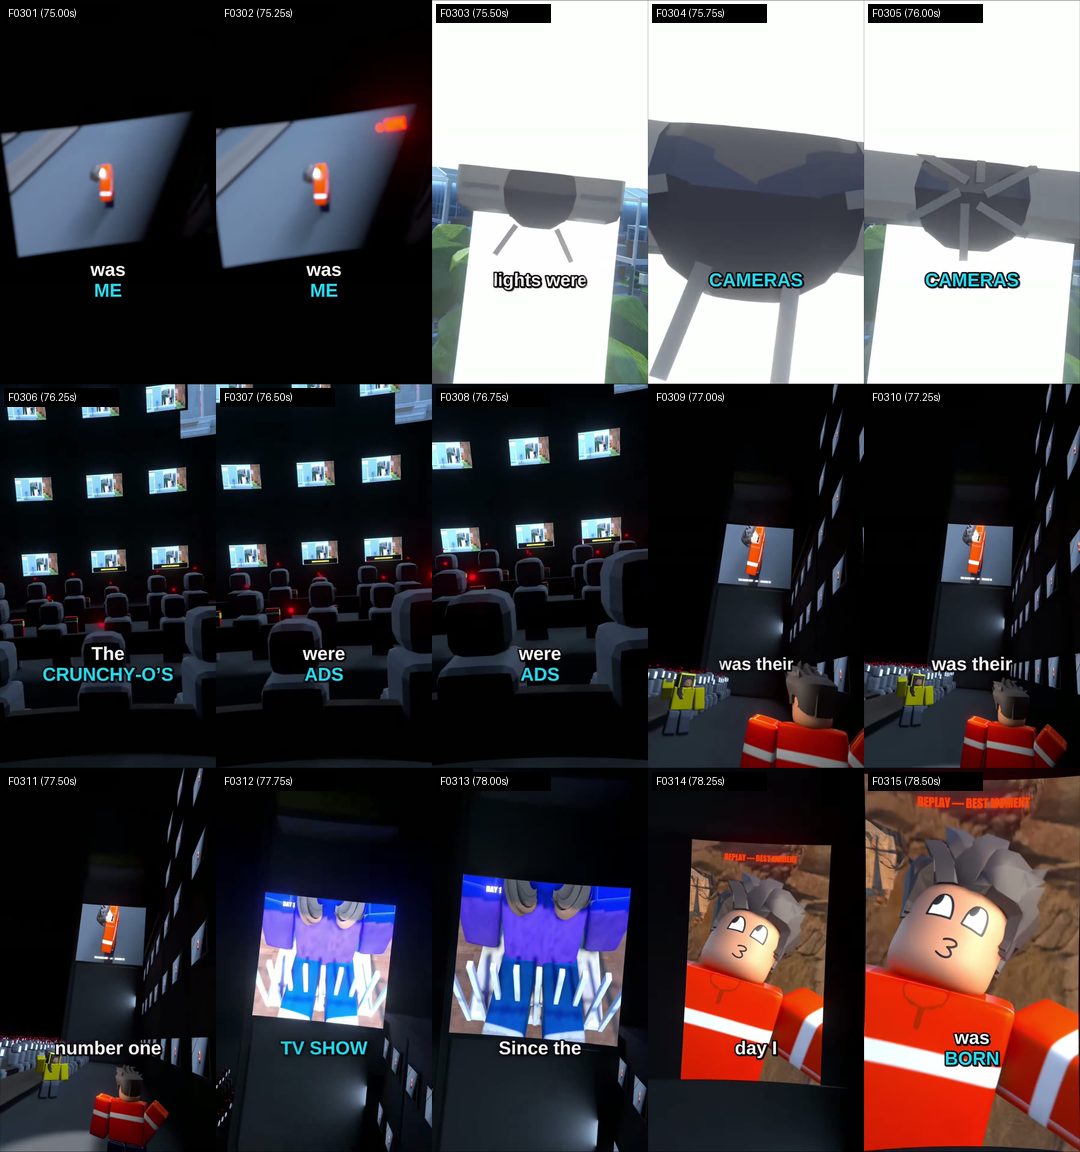 F0301 (75.00s)
was
ME
F0302 (75.25s)
was
ME
F0303 (75.50s)
lights were
F0304 (75.75s)
CAMERAS
F0305 (76.00s)
CAMERAS
F0306 (76.25s)
The
CRUNCHY-O'S
F0307 (76.50s)
were
ADS
F0308 (76.75s)
were
ADS
F0309 (77.00s)
was their
F0310 (77.25s)
was their
F0311 (77.50s)
number one
F0312 (77.75s)
DAY 1
TV SHOW
F0313 (78.00s)
DAY 1
Since the
F0314 (78.25s)
REPLAY — BEST MOMENT
day I
F0315 (78.50s)
REPLAY — BEST MOMENT
was
BORN